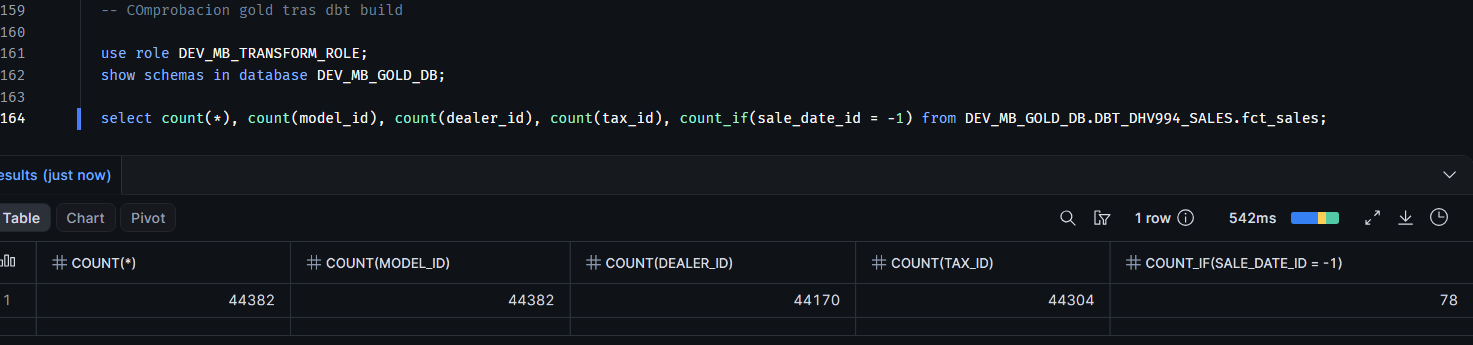 159 -- COmprobacion gold tras dbt build
160
161 use role DEV_MB_TRANSFORM_ROLE;
162 show schemas in database DEV_MB_GOLD_DB;
163
164 select count(*), count(model_id), count(dealer_id), count(tax_id), count_if(sale_date_id = -1) from DEV_MB_GOLD_DB.DBT_DHV994_SALES.fct_sales;
esults (just now)
Table Chart Pivot 1 row 542ms
COUNT(*) COUNT(MODEL_ID) COUNT(DEALER_ID) COUNT(TAX_ID) COUNT_IF(SALE_DATE_ID = -1)
1 44382 44382 44170 44304 78